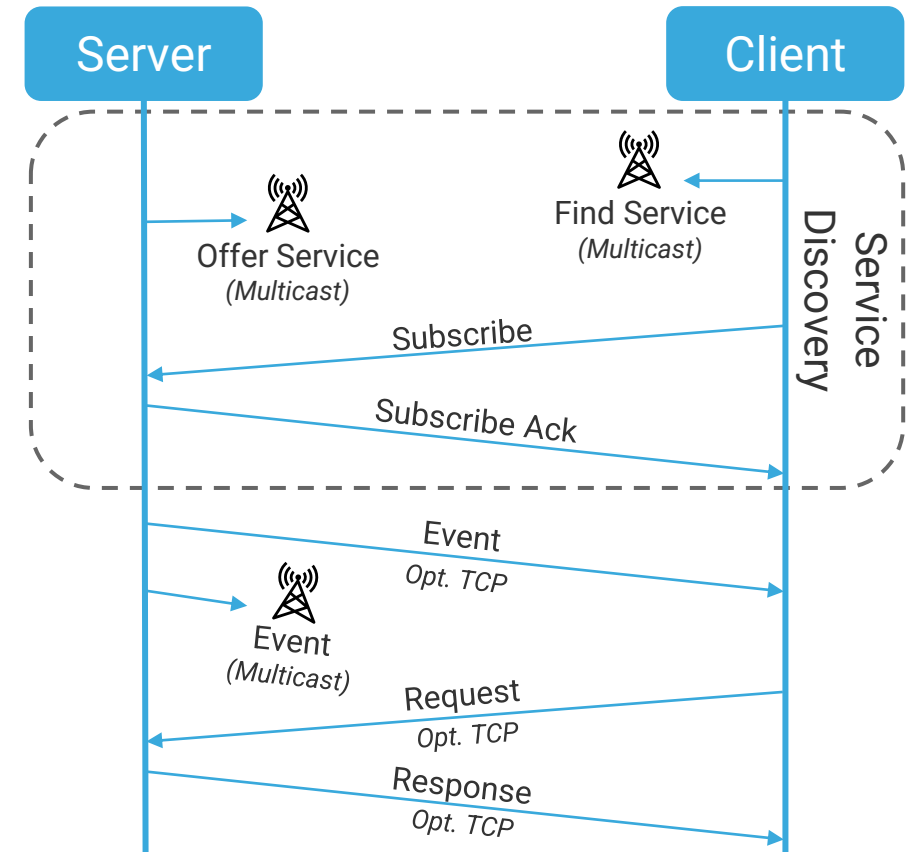 Server
Client
Find Service
(Multicast)
Offer Service
(Multicast)
Service
Discovery
Subscribe
Subscribe Ack
Event
Opt. TCP
Event
(Multicast)
Request
Opt. TCP
Response
Opt. TCP